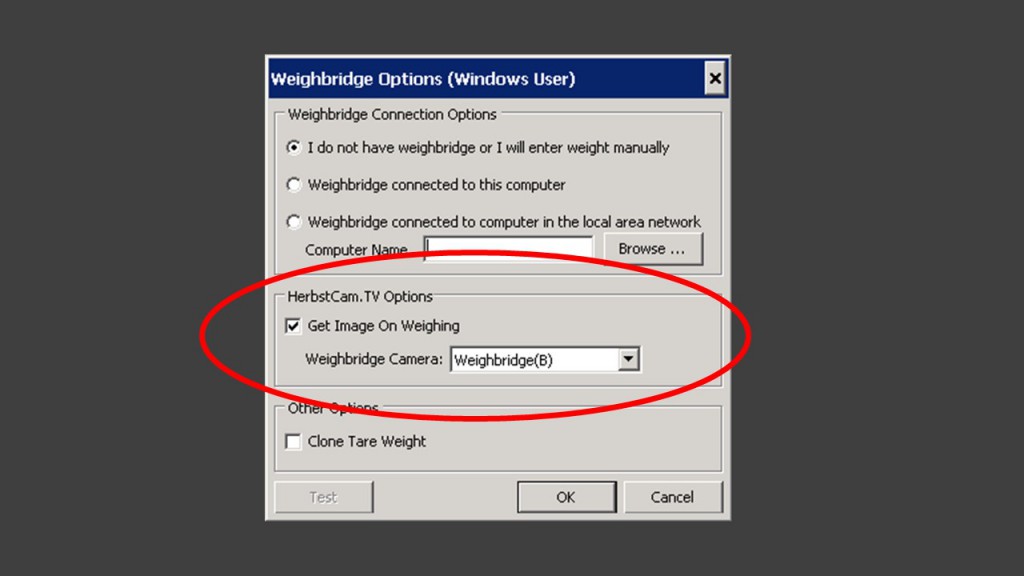 Weighbridge Options (Windows User)
Weighbridge Connection Options
I do not have weighbridge or I will enter weight manually
Weighbridge connected to this computer
Weighbridge connected to computer in the local area network
Computer Name
Browse ...
HerbstCam.TV Options
Get Image On Weighing
Weighbridge Camera: Weighbridge(B)
Other Options
Clone Tare Weight
Test OK Cancel